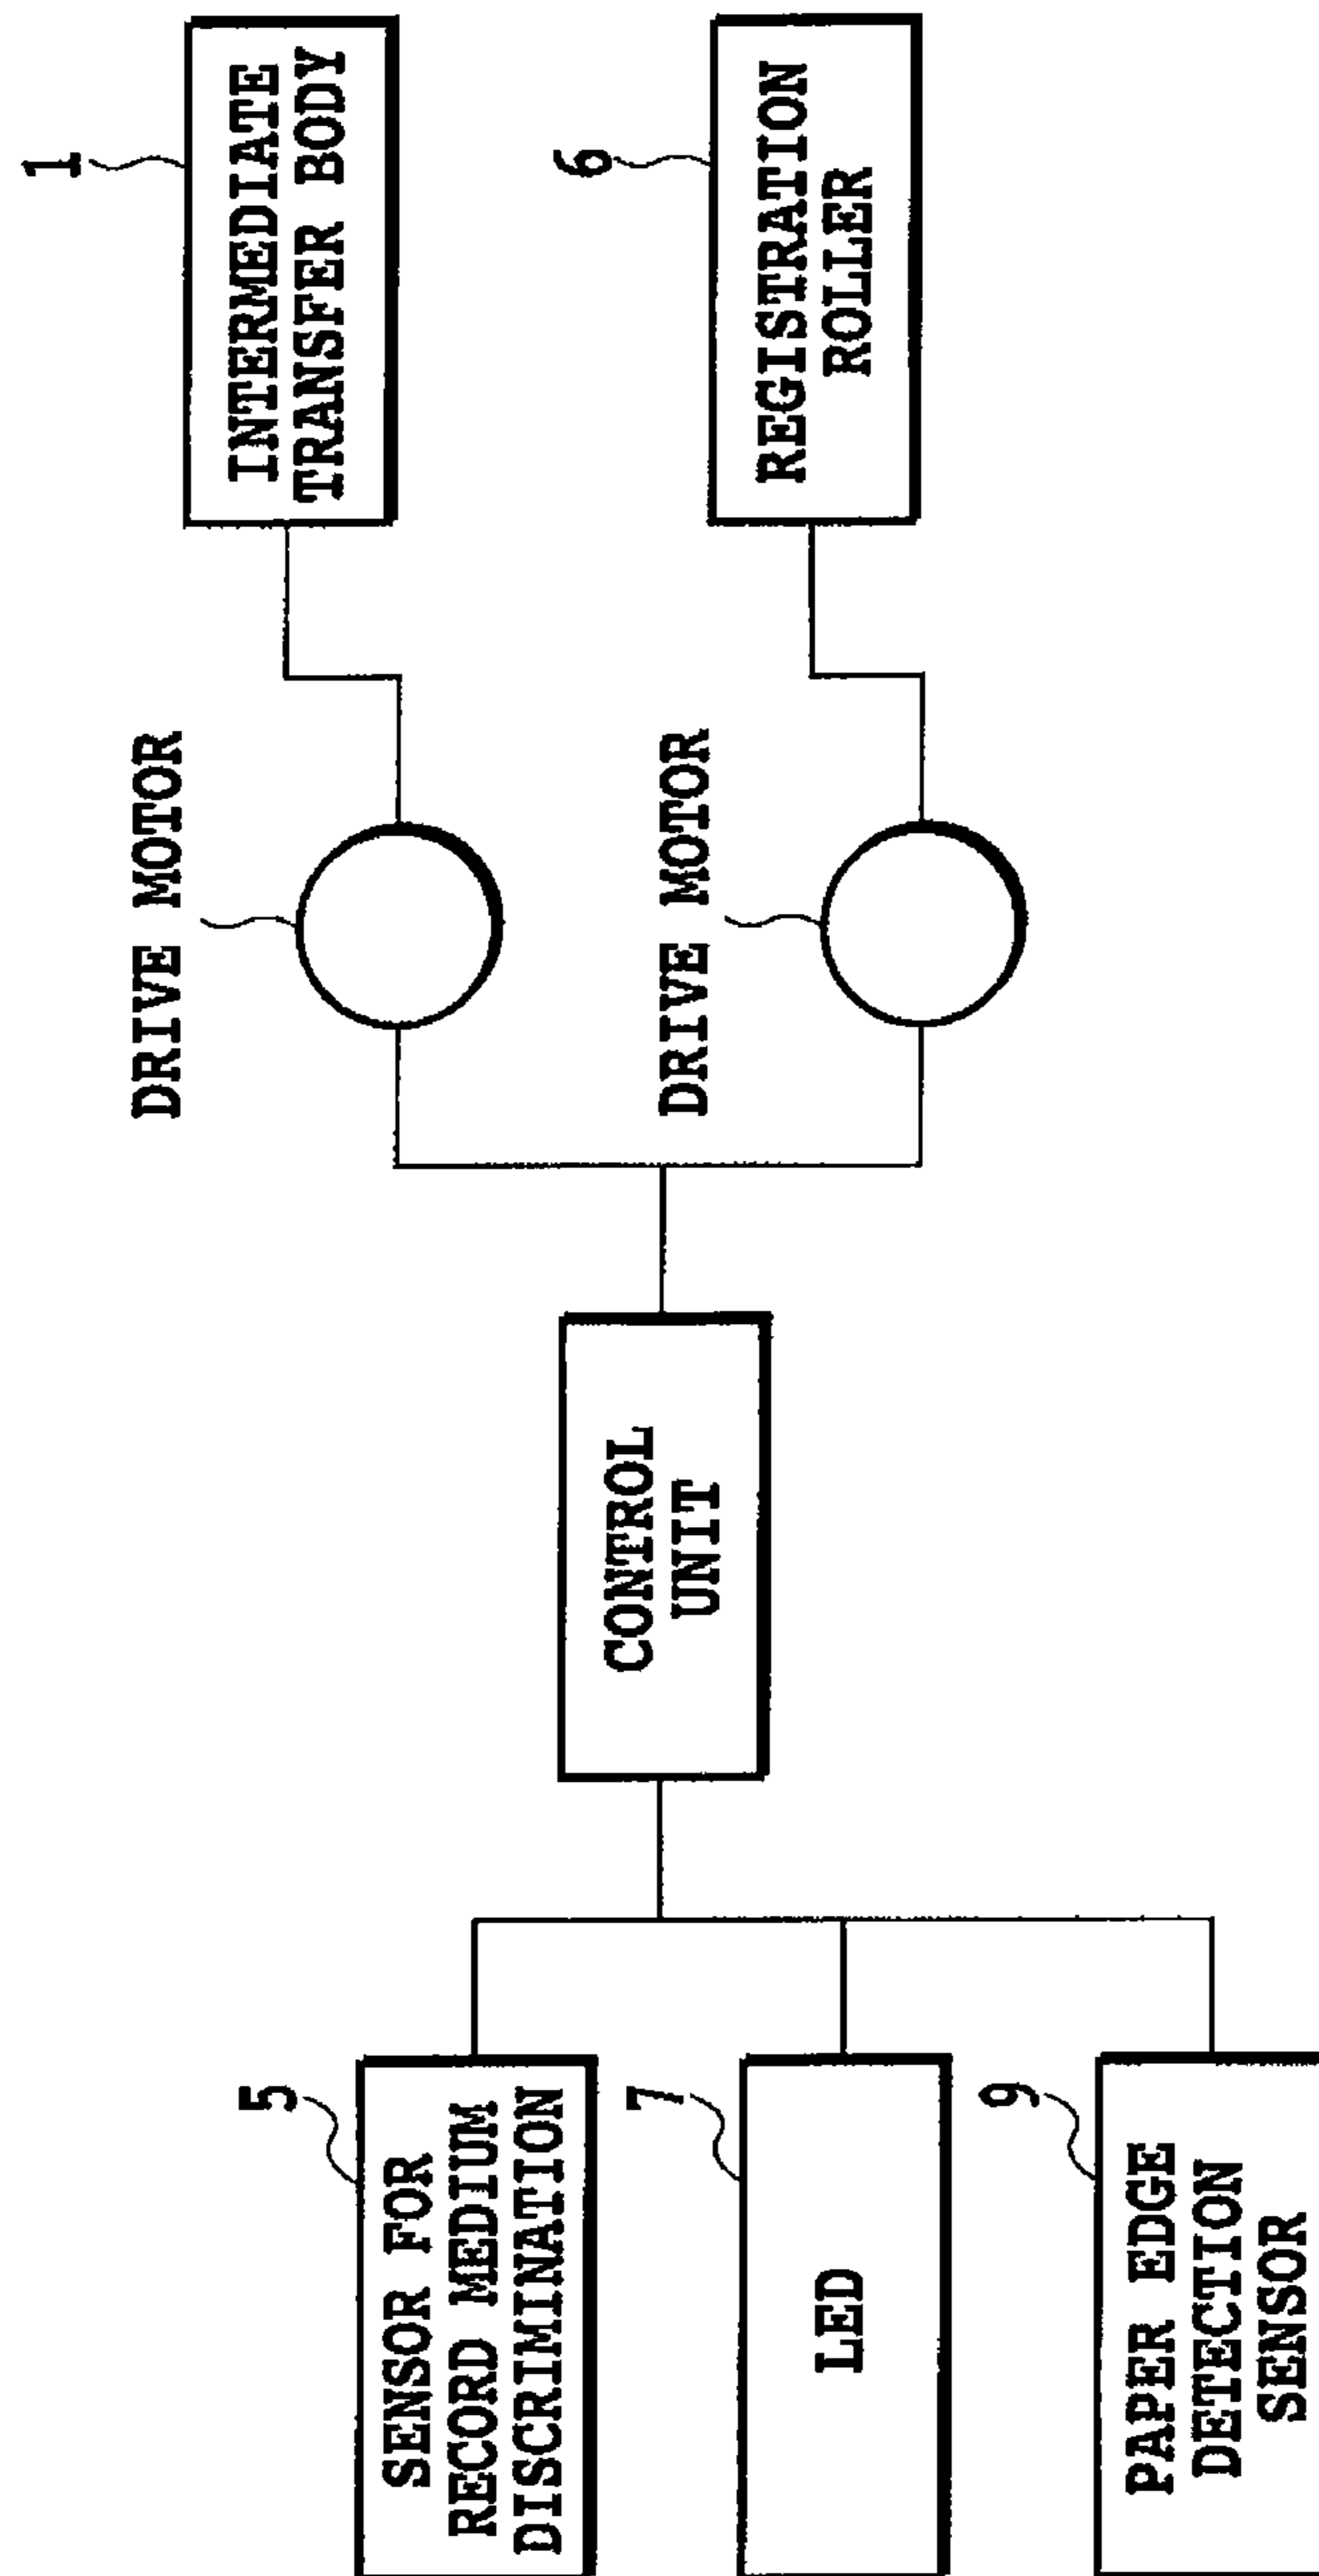 5
SENSOR FOR
RECORD MEDIUM
DISCRIMINATION
7
LED
9
PAPER EDGE
DETECTION
SENSOR
CONTROL
UNIT
DRIVE MOTOR
DRIVE MOTOR
1
INTERMEDIATE
TRANSFER BODY
6
REGISTRATION
ROLLER